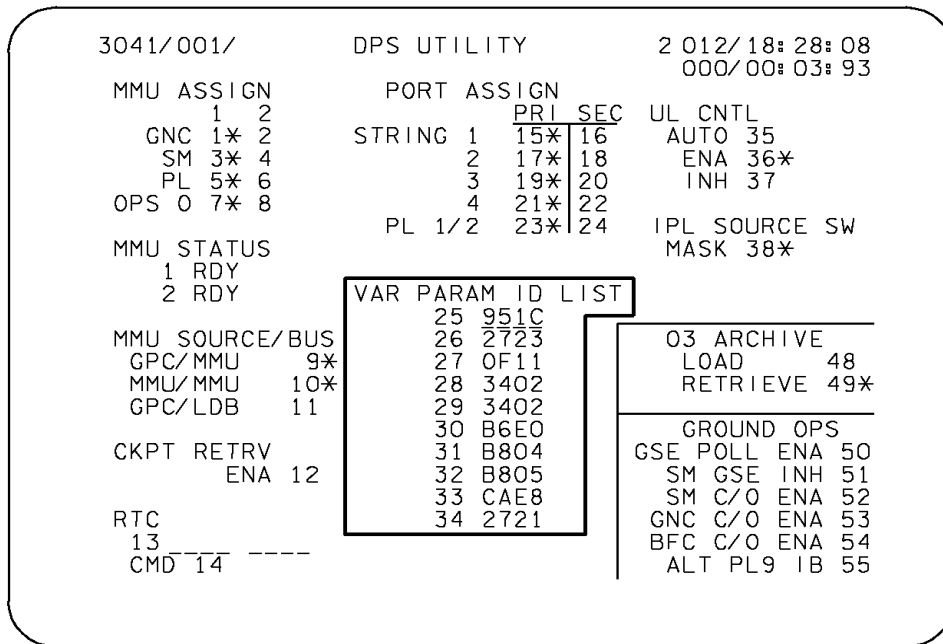 3041/001/ DPS UTILITY 2 012/18:28:08
000/00:03:93
MMU ASSIGN PORT ASSIGN
1 2 PRI SEC UL CNTL
GNC 1* 2 STRING 1 15* 16 AUTO 35
SM 3* 4 2 17* 18 ENA 36*
PL 5* 6 3 19* 20 INH 37
OPS 0 7* 8 4 21* 22
PL 1/2 23* 24 IPL SOURCE SW
MMU STATUS MASK 38*
1 RDY
2 RDY VAR PARAM ID LIST
25 951C
MMU SOURCE/BUS 26 2723 03 ARCHIVE
GPC/MMU 9* 27 0F11 LOAD 48
MMU/MMU 10* 28 3402 RETRIEVE 49*
GPC/LDB 11 29 3402
30 B6E0 GROUND OPS
CKPT RETRV 31 B804 GSE POLL ENA 50
ENA 12 32 B805 SM GSE INH 51
33 CAE8 SM C/O ENA 52
RTC 34 2721 GNC C/O ENA 53
13 ____ ____ BFC C/O ENA 54
CMD 14 ALT PL9 IB 55